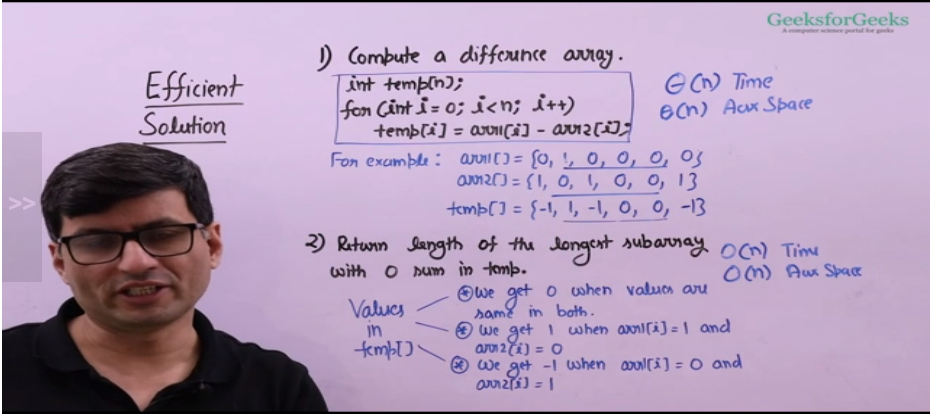 GeeksforGeeks
A computer science portal for geeks
Efficient
Solution
1) Compute a difference array.
int temp[n];
for (int i = 0; i < n; i++)
temp[i] = arr1[i] - arr2[i];
Θ(n) Time
Θ(n) Aux Space
For example: arr1[] = {0, 1, 0, 0, 0, 0}
arr2[] = {1, 0, 1, 0, 0, 1}
temp[] = {-1, 1, -1, 0, 0, -1}
2) Return length of the longest subarray
with 0 sum in temp.
O(n) Time
O(n) Aux Space
Values
in
temp[]
* We get 0 when values are
same in both.
* We get 1 when arr1[i] = 1 and
arr2[i] = 0
* We get -1 when arr1[i] = 0 and
arr2[i] = 1
>>